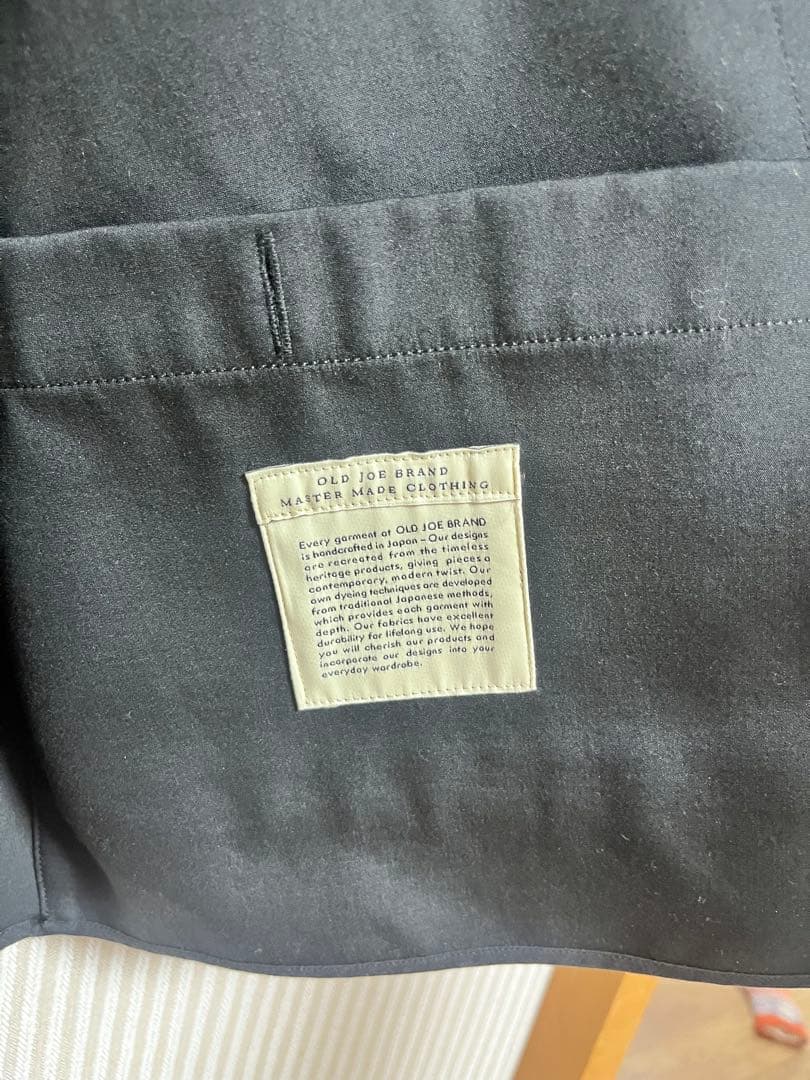 OLD JOE BRAND
MASTER MADE CLOTHING
Every garment at OLD JOE BRAND
is handcrafted in Japan – Our designs
are recreated from the timeless
heritage products, giving pieces a
contemporary, modern twist. Our
own dyeing techniques are developed
from traditional Japanese methods,
which provides each garment with
depth. Our fabrics have excellent
durability for lifelong use. We hope
you will cherish our products and
incorporate our designs into your
everyday wardrobe.